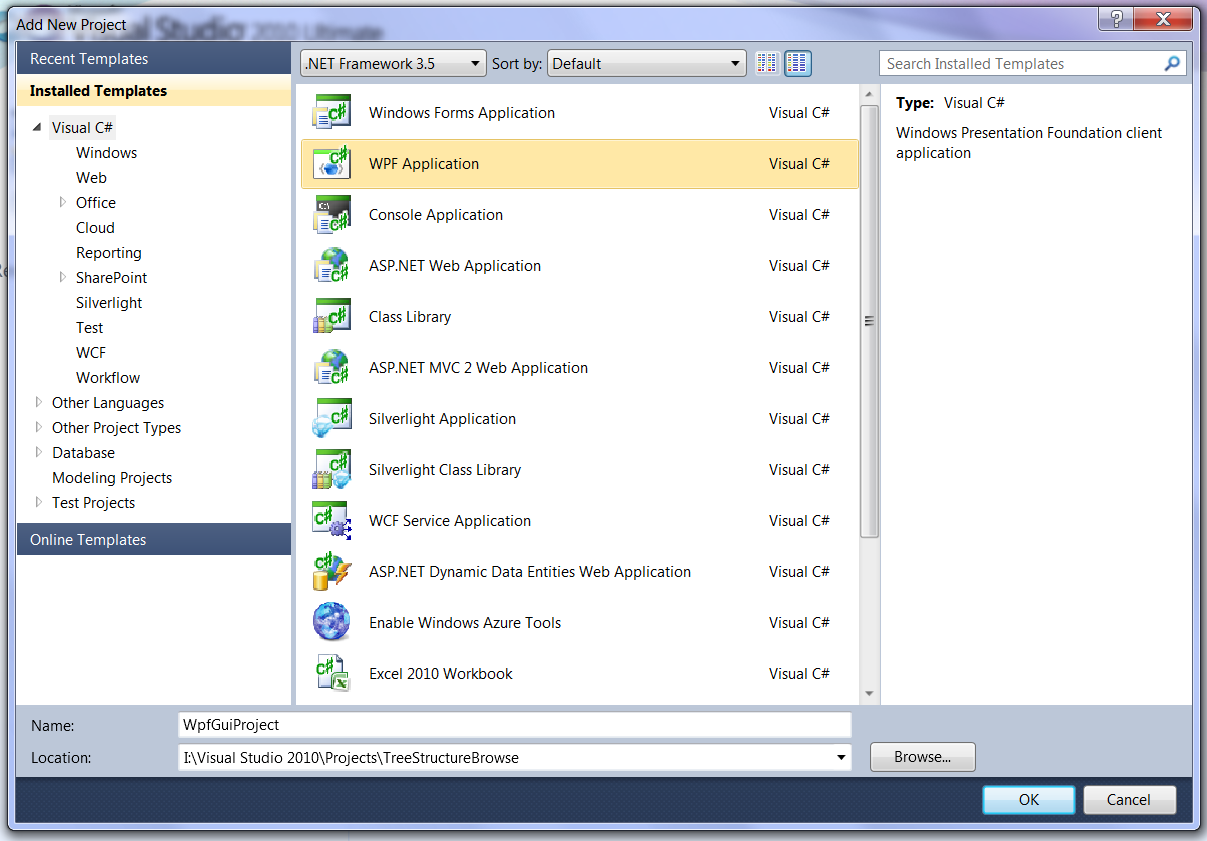 Visual Studio 2010 Ultimate
Add New Project
Recent Templates
.NET Framework 3.5 Sort by: Default
Search Installed Templates
Installed Templates
Visual C#
Windows
Web
Office
Cloud
Reporting
SharePoint
Silverlight
Test
WCF
Workflow
Other Languages
Other Project Types
Database
Modeling Projects
Test Projects
Online Templates
Windows Forms Application Visual C#
WPF Application Visual C#
Console Application Visual C#
ASP.NET Web Application Visual C#
Class Library Visual C#
ASP.NET MVC 2 Web Application Visual C#
Silverlight Application Visual C#
Silverlight Class Library Visual C#
WCF Service Application Visual C#
ASP.NET Dynamic Data Entities Web Application Visual C#
Enable Windows Azure Tools Visual C#
Excel 2010 Workbook Visual C#
Type: Visual C#
Windows Presentation Foundation client
application
Name: WpfGuiProject
Location: I:\Visual Studio 2010\Projects\TreeStructureBrowse
Browse...
OK Cancel